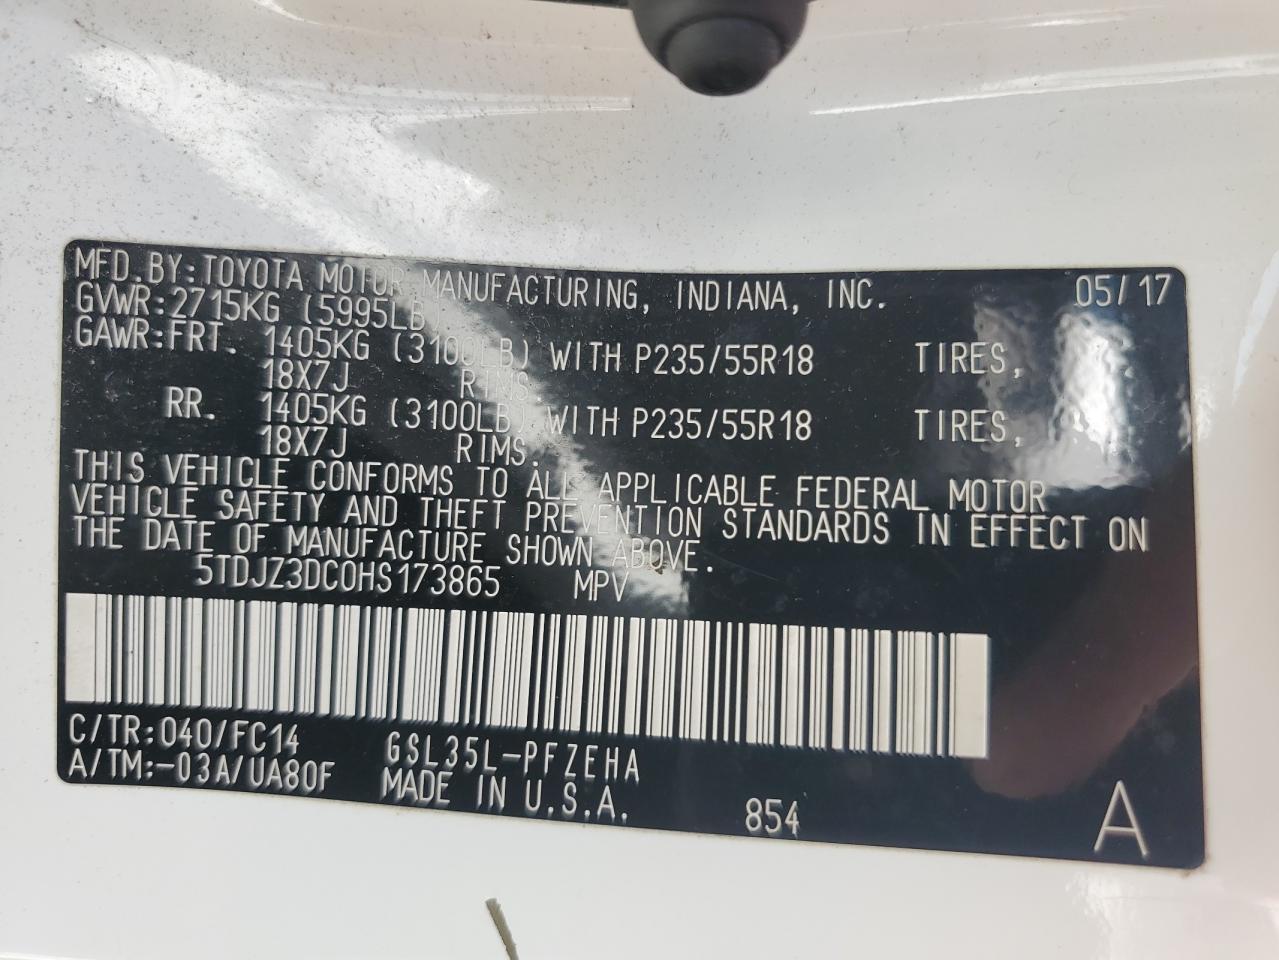 MFD.BY:TOYOTA MOTOR MANUFACTURING, INDIANA, INC. 05/17
GVWR:2715KG (5995LB)
GAWR:FRT. 1405KG (3100LB) WITH P235/55R18 TIRES,
18X7J RIMS.
RR. 1405KG (3100LB) WITH P235/55R18 TIRES,
18X7J RIMS.
THIS VEHICLE CONFORMS TO ALL APPLICABLE FEDERAL MOTOR
VEHICLE SAFETY AND THEFT PREVENTION STANDARDS IN EFFECT ON
THE DATE OF MANUFACTURE SHOWN ABOVE.
5TDJZ3DC0HS173865 MPV
C/TR:040/FC14 GSL35L-PFZEHA
A/TM:-03A/UA80F MADE IN U.S.A. 854 A